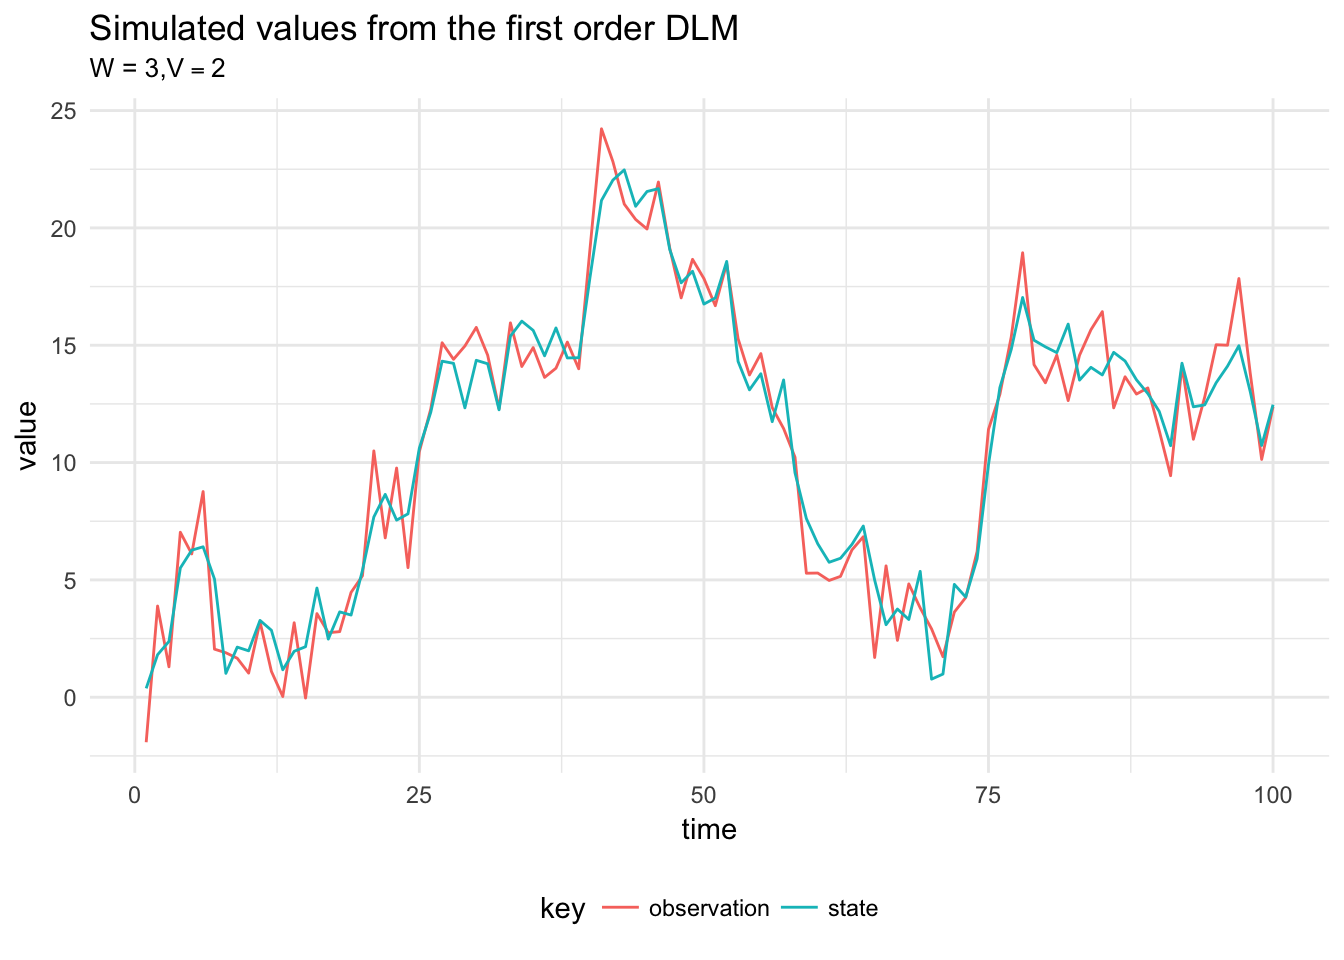 Simulated values from the first order DLM
W = 3,V = 2
25
20
15
10
5
0
value
0 25 50 75 100
time
key observation state